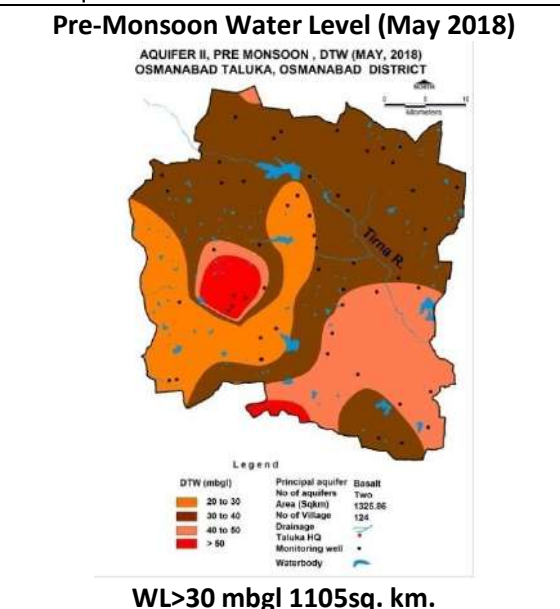 Pre-Monsoon Water Level (May 2018)
AQUIFER II, PRE MONSOON , DTW (MAY, 2018)
OSMANABAD TALUKA, OSMANABAD DISTRICT
NORTH
0 5 10
kilometers
Tirna R.
Legend
DTW (mbgl)
20 to 30
30 to 40
40 to 50
> 50
Principal aquifer Basalt
No of aquifers Two
Area (Sqkm) 1325.86
No of Village 124
Drainage
Taluka HQ
Monitoring well
Waterbody
WL>30 mbgl 1105sq. km.